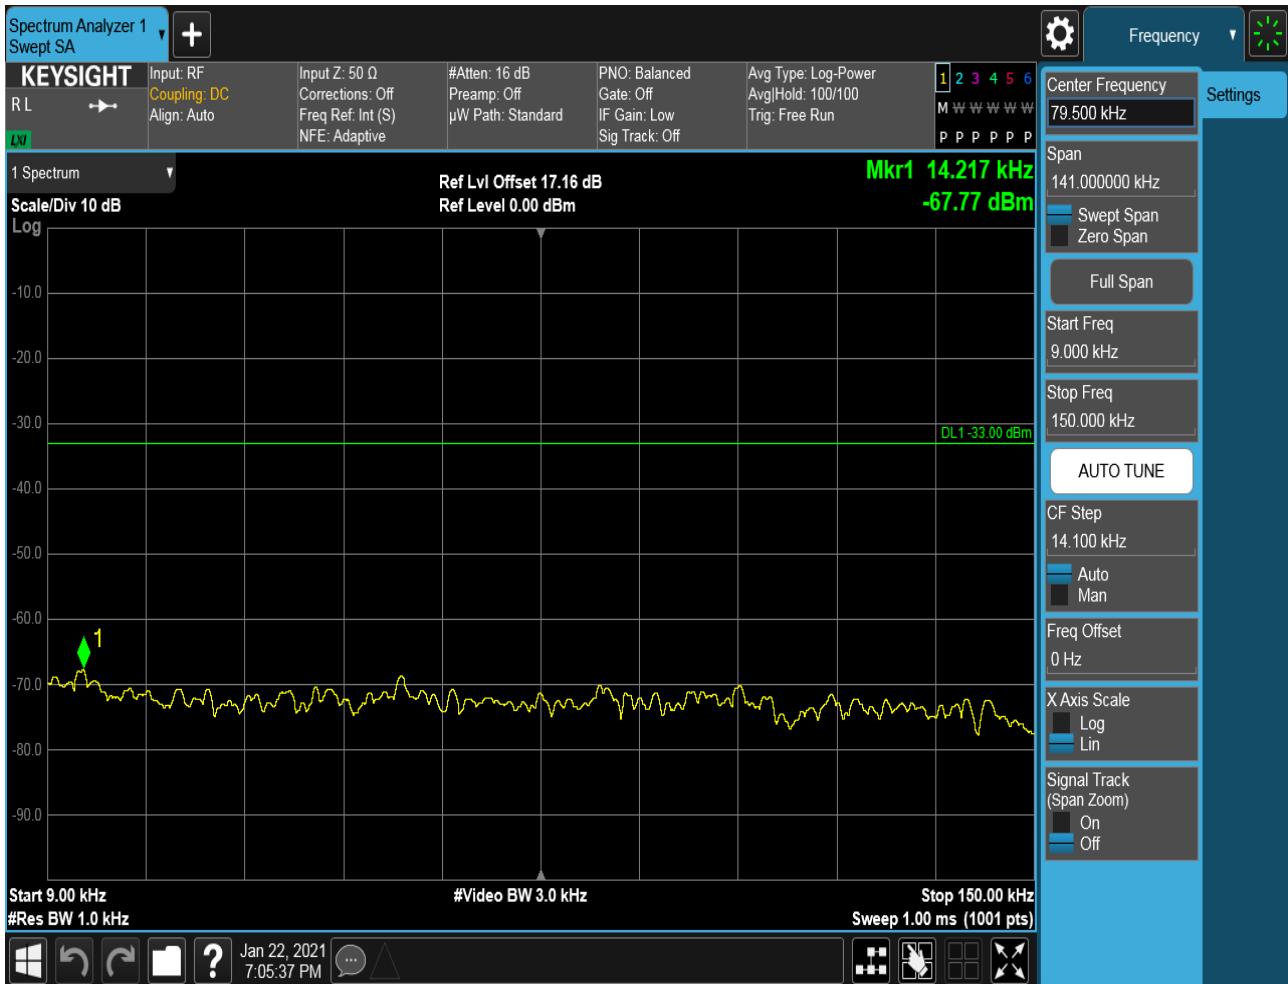 Spectrum Analyzer 1
Swept SA
+
Frequency
KEYSIGHT
R L
LXI
Input: RF
Coupling: DC
Align: Auto
Input Z: 50 Ω
Corrections: Off
Freq Ref: Int (S)
NFE: Adaptive
#Atten: 16 dB
Preamp: Off
µW Path: Standard
PNO: Balanced
Gate: Off
IF Gain: Low
Sig Track: Off
Avg Type: Log-Power
Avg|Hold: 100/100
Trig: Free Run
1 2 3 4 5 6
M W W W W W
P P P P P P
1 Spectrum
Scale/Div 10 dB
Log
Ref Lvl Offset 17.16 dB
Ref Level 0.00 dBm
Mkr1 14.217 kHz
-67.77 dBm
-10.0
-20.0
-30.0
DL1 -33.00 dBm
-40.0
-50.0
-60.0
1
-70.0
-80.0
-90.0
Start 9.00 kHz
#Res BW 1.0 kHz
#Video BW 3.0 kHz
Stop 150.00 kHz
Sweep 1.00 ms (1001 pts)
Center Frequency
79.500 kHz
Settings
Span
141.000000 kHz
Swept Span
Zero Span
Full Span
Start Freq
9.000 kHz
Stop Freq
150.000 kHz
AUTO TUNE
CF Step
14.100 kHz
Auto
Man
Freq Offset
0 Hz
X Axis Scale
Log
Lin
Signal Track
(Span Zoom)
On
Off
?
Jan 22, 2021
7:05:37 PM